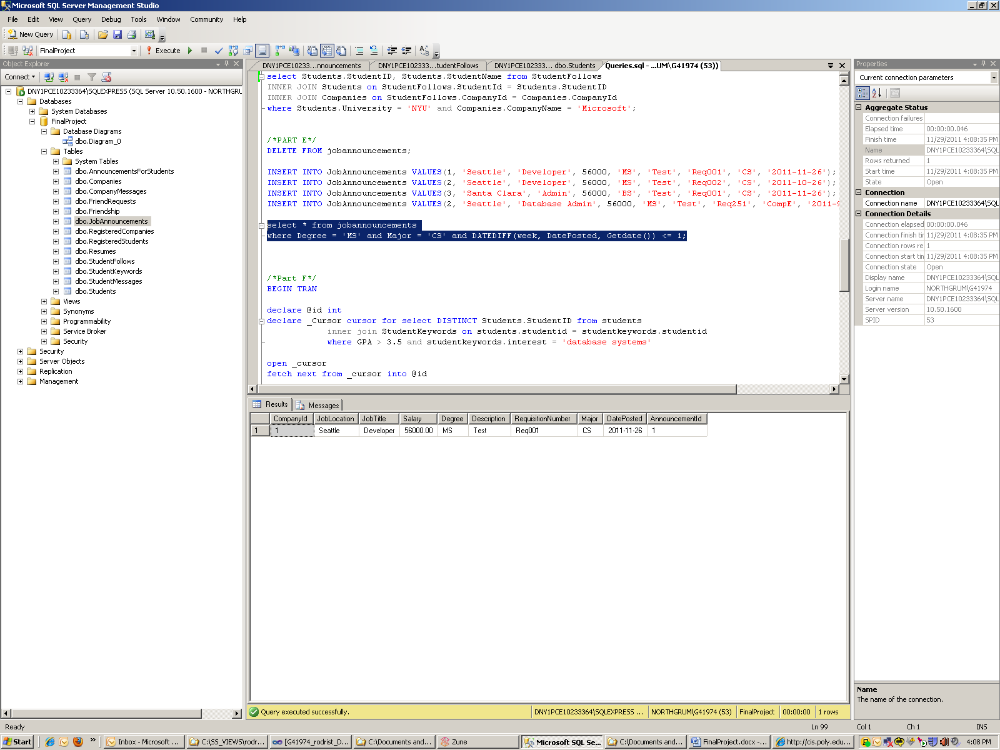 Microsoft SQL Server Management Studio
File Edit View Query Debug Tools Window Community Help
New Query
FinalProject Execute
Object Explorer
Connect
DNY1PCE10233364\SQLEXPRESS (SQL Server 10.50.1600 - NORTHGRU
Databases
System Databases
FinalProject
Database Diagrams
dbo.Diagram_0
Tables
System Tables
dbo.AnnouncementsForStudents
dbo.Companies
dbo.CompanyMessages
dbo.FriendRequests
dbo.Friendship
dbo.JobAnnouncements
dbo.RegisteredCompanies
dbo.RegisteredStudents
dbo.Resumes
dbo.StudentFollows
dbo.StudentKeywords
dbo.StudentMessages
dbo.Students
Views
Synonyms
Programmability
Service Broker
Security
Security
Server Objects
Replication
Management
DNY1PCE10233...nnouncements DNY1PCE10233...tudentFollows DNY1PCE10233... dbo.Students Queries.sql - ...UM\G41974 (53))
select Students.StudentID, Students.StudentName from StudentFollows
INNER JOIN Students on StudentFollows.StudentId = Students.StudentID
INNER JOIN Companies on StudentFollows.CompanyId = Companies.CompanyId
where Students.University = 'NYU' and Companies.CompanyName = 'Microsoft';
/*PART E*/
DELETE FROM jobannouncements;
INSERT INTO JobAnnouncements VALUES(1, 'Seattle', 'Developer', 56000, 'MS', 'Test', 'Req001', 'CS', '2011-11-26');
INSERT INTO JobAnnouncements VALUES(2, 'Seattle', 'Developer', 56000, 'MS', 'Test', 'Req002', 'CS', '2011-10-26');
INSERT INTO JobAnnouncements VALUES(3, 'Santa Clara', 'Admin', 56000, 'BS', 'Test', 'Req001', 'CS', '2011-11-26');
INSERT INTO JobAnnouncements VALUES(2, 'Seattle', 'Database Admin', 56000, 'MS', 'Test', 'Req251', 'CompE', '2011-9
select * from jobannouncements
where Degree = 'MS' and Major = 'CS' and DATEDIFF(week, DatePosted, Getdate()) <= 1;
/*Part F*/
BEGIN TRAN
declare @id int
declare _Cursor cursor for select DISTINCT Students.StudentID from students
inner join StudentKeywords on students.studentid = studentkeywords.studentid
where GPA > 3.5 and studentkeywords.interest = 'database systems'
open _cursor
fetch next from _cursor into @id
Results Messages
CompanyId JobLocation JobTitle Salary Degree Description RequisitionNumber Major DatePosted AnnouncementId
1 1 Seattle Developer 56000.00 MS Test Req001 CS 2011-11-26 1
Query executed successfully. DNY1PCE10233364\SQLEXPRESS ... NORTHGRUM\G41974 (53) FinalProject 00:00:00 1 rows
Properties
Current connection parameters
Aggregate Status
Connection failures
Elapsed time 00:00:00.046
Finish time 11/29/2011 4:08:35 PM
Name DNY1PCE10233364\SQL
Rows returned 1
Start time 11/29/2011 4:08:35 PM
State Open
Connection
Connection name DNY1PCE10233364\SQL
Connection Details
Connection elapsed 00:00:00.046
Connection finish tir 11/29/2011 4:08:35 PM
Connection rows re 1
Connection start tin 11/29/2011 4:08:35 PM
Connection state Open
Display name DNY1PCE10233364\SQL
Login name NORTHGRUM\G41974
Server name DNY1PCE10233364\SQL
Server version 10.50.1600
SPID 53
Name
The name of the connection.
Ready Ln 99 Col 1 Ch 1 INS
Start Inbox - Microsoft ... C:\SS_VIEWS\rodr... [G41974_rodrist_D... C:\Documents and... Zune Microsoft SQL Se... C:\Documents and... FinalProject.docx -... http://cis.poly.edu... 4:08 PM